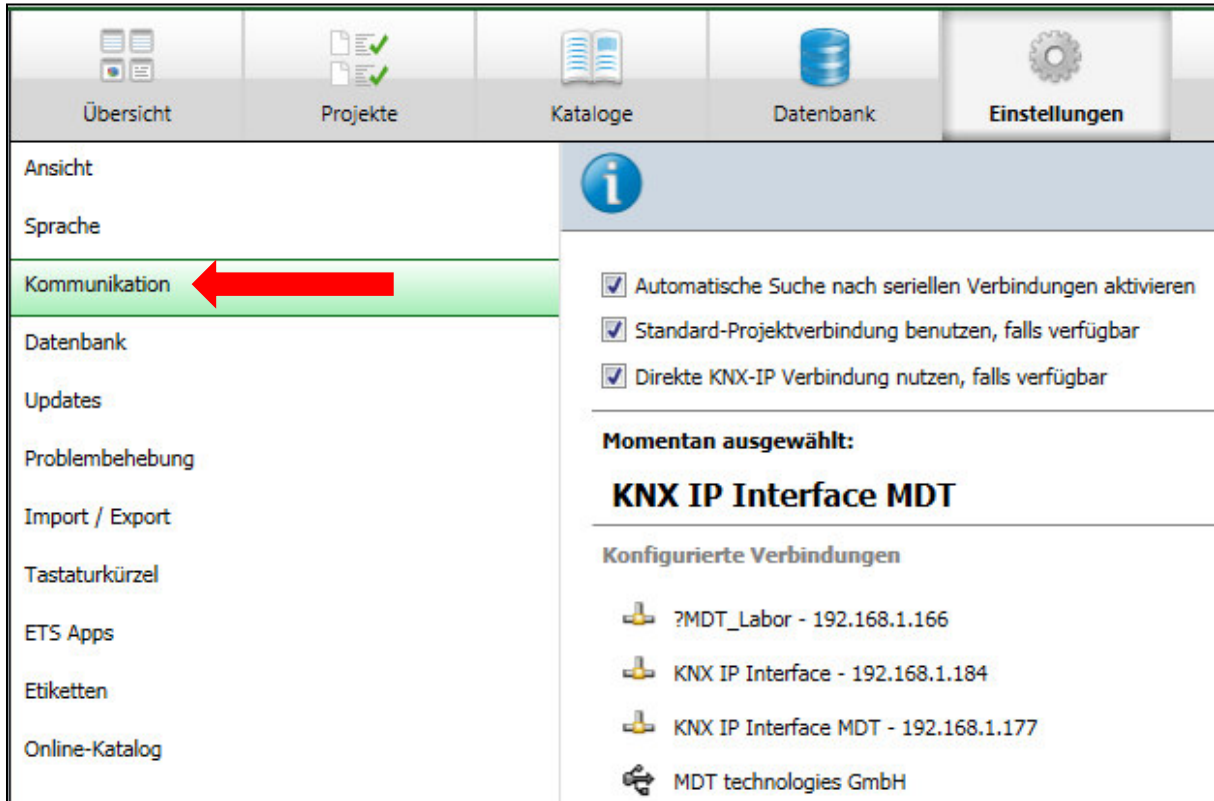 Übersicht
Projekte
Kataloge
Datenbank
Einstellungen
Ansicht
Sprache
Kommunikation
Datenbank
Updates
Problembehebung
Import / Export
Tastaturkürzel
ETS Apps
Etiketten
Online-Katalog
Automatische Suche nach seriellen Verbindungen aktivieren
Standard-Projektverbindung benutzen, falls verfügbar
Direkte KNX-IP Verbindung nutzen, falls verfügbar
Momentan ausgewählt:
KNX IP Interface MDT
Konfigurierte Verbindungen
?MDT_Labor - 192.168.1.166
KNX IP Interface - 192.168.1.184
KNX IP Interface MDT - 192.168.1.177
MDT technologies GmbH